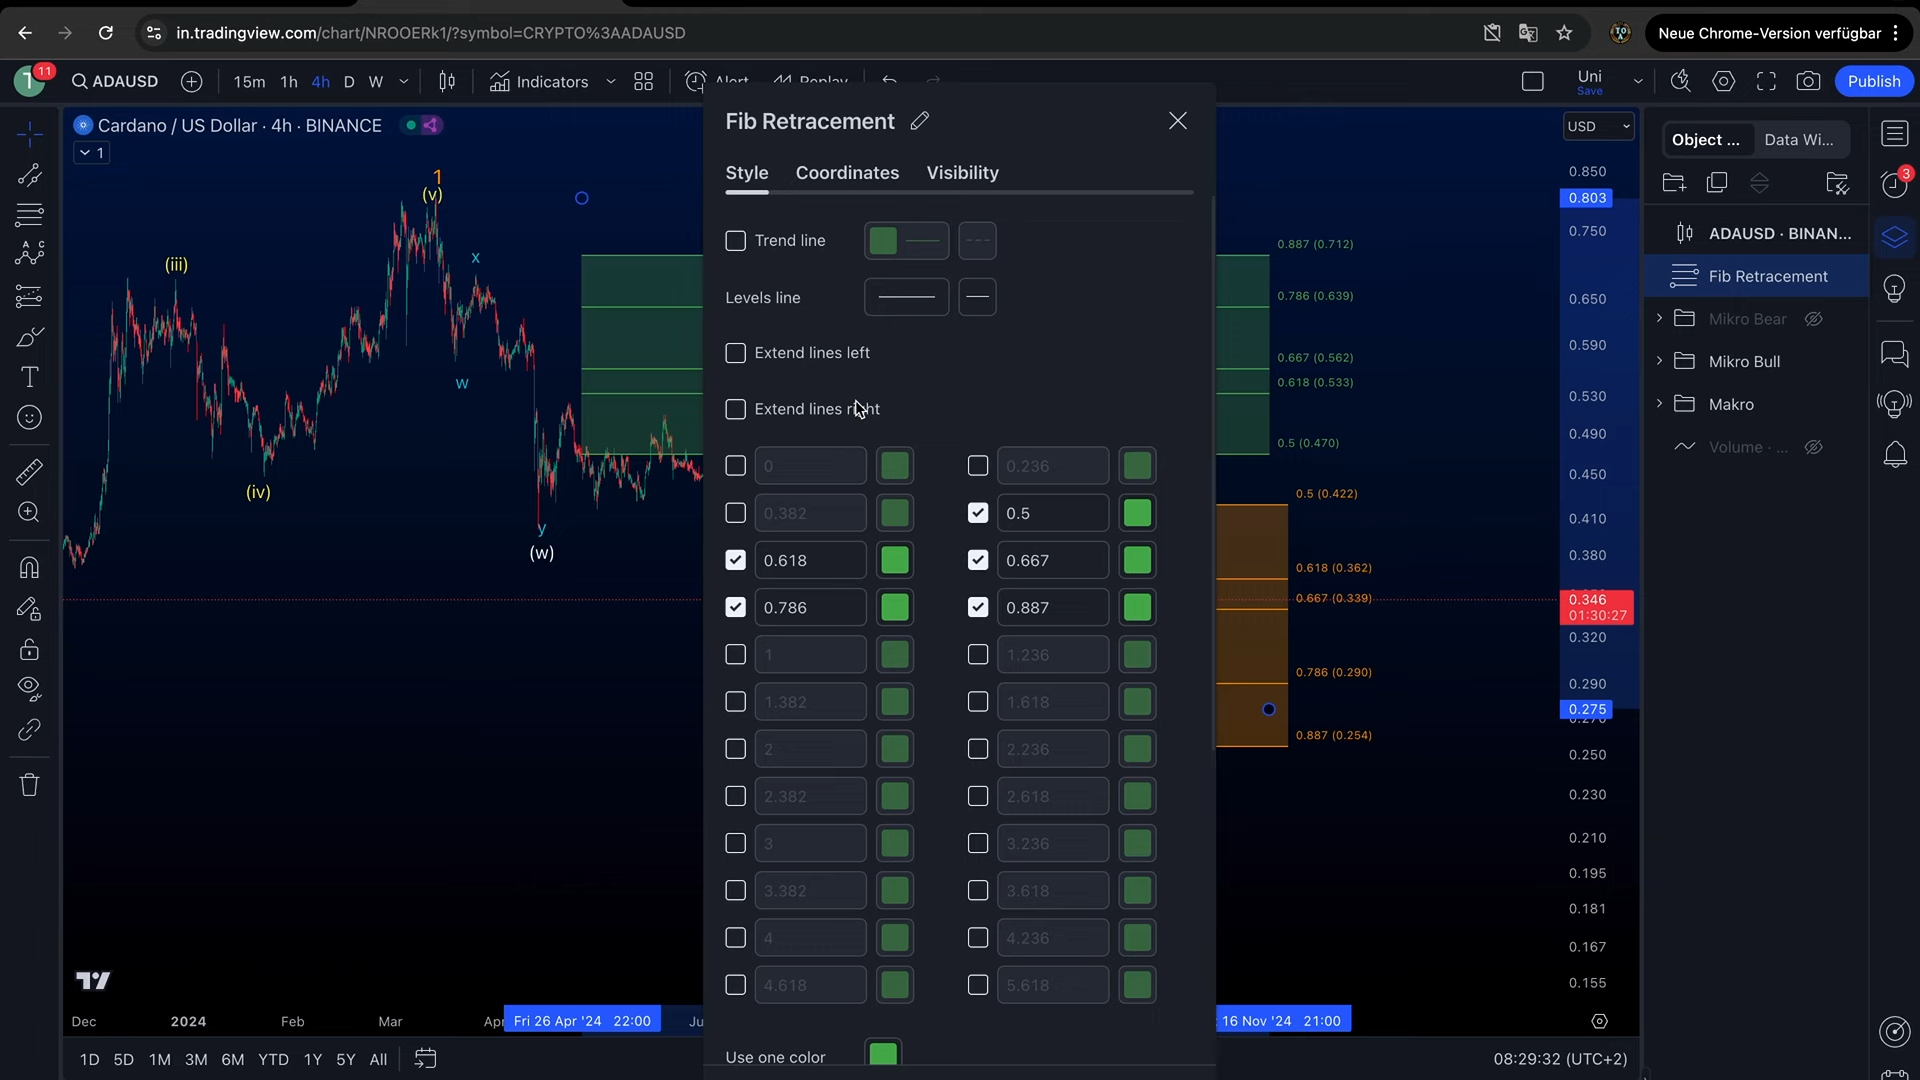 in.tradingview.com/chart/NROOERk1/?symbol=CRYPTO%3AADAUSD
Neue Chrome-Version verfügbar
T 11 ADAUSD 15m 1h 4h D W Indicators Alert Replay Uni Save Publish
Cardano / US Dollar · 4h · BINANCE
1
USD
Fib Retracement
Style Coordinates Visibility
Trend line
Levels line
Extend lines left
Extend lines right
0 0.236
0.382 0.5
0.618 0.667
0.786 0.887
1 1.236
1.382 1.618
2 2.236
2.382 2.618
3 3.236
3.382 3.618
4 4.236
4.618 5.618
Use one color
1
(v)
(iii)
x
w
(iv)
y
(w)
0.887 (0.712)
0.786 (0.639)
0.667 (0.562)
0.618 (0.533)
0.5 (0.470)
0.5 (0.422)
0.618 (0.362)
0.667 (0.339)
0.786 (0.290)
0.887 (0.254)
0.850
0.803
0.750
0.650
0.590
0.530
0.490
0.450
0.410
0.380
0.346
01:30:27
0.320
0.290
0.275
0.250
0.230
0.210
0.195
0.181
0.167
0.155
Object ... Data Wi...
ADAUSD · BINAN...
Fib Retracement
Mikro Bear
Mikro Bull
Makro
Volume · ...
3
Dec 2024 Feb Mar Apr Fri 26 Apr '24 22:00 Ju 16 Nov '24 21:00
1D 5D 1M 3M 6M YTD 1Y 5Y All
08:29:32 (UTC+2)